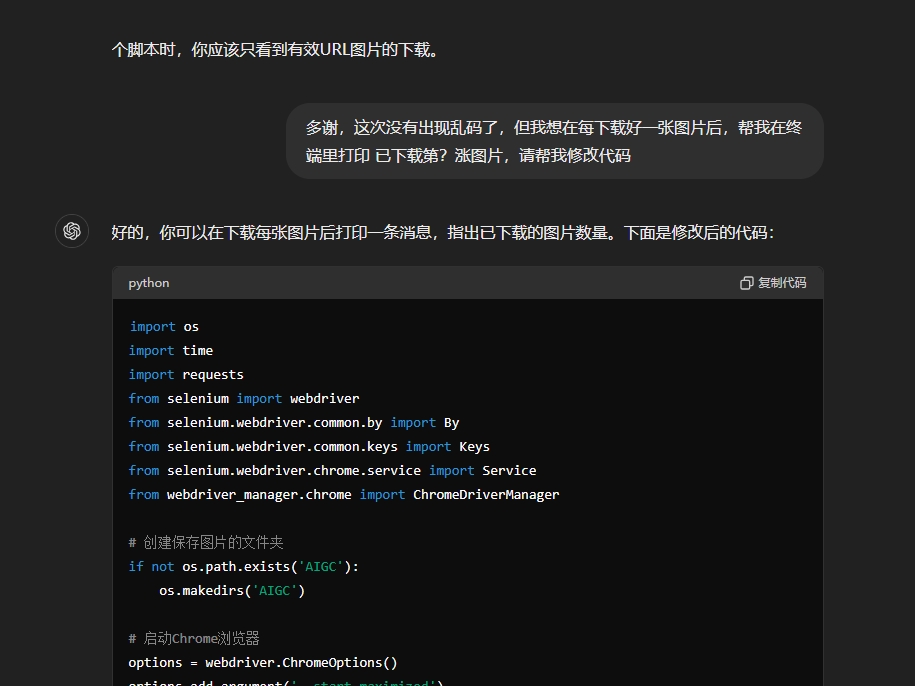 个脚本时，你应该只看到有效URL图片的下载。
多谢，这次没有出现乱码了，但我想在每下载好一张图片后，帮我在终
端里打印 已下载第？涨图片，请帮我修改代码
好的，你可以在下载每张图片后打印一条消息，指出已下载的图片数量。下面是修改后的代码：
python
复制代码
import os
import time
import requests
from selenium import webdriver
from selenium.webdriver.common.by import By
from selenium.webdriver.common.keys import Keys
from selenium.webdriver.chrome.service import Service
from webdriver_manager.chrome import ChromeDriverManager
# 创建保存图片的文件夹
if not os.path.exists('AIGC'):
    os.makedirs('AIGC')
# 启动Chrome浏览器
options = webdriver.ChromeOptions()
options.add_argument('--start-maximized')